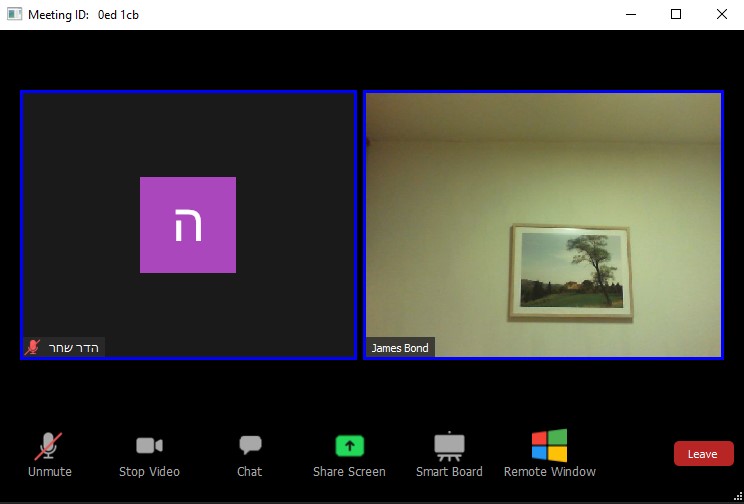 Meeting ID: 0ed 1cb
ה
הדר שחר
James Bond
Unmute
Stop Video
Chat
Share Screen
Smart Board
Remote Window
Leave